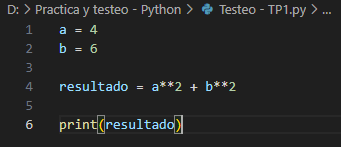 D: > Practica y testeo - Python > Testeo - TP1.py > ...
1 a = 4
2 b = 6
3
4 resultado = a**2 + b**2
5
6 print(resultado)